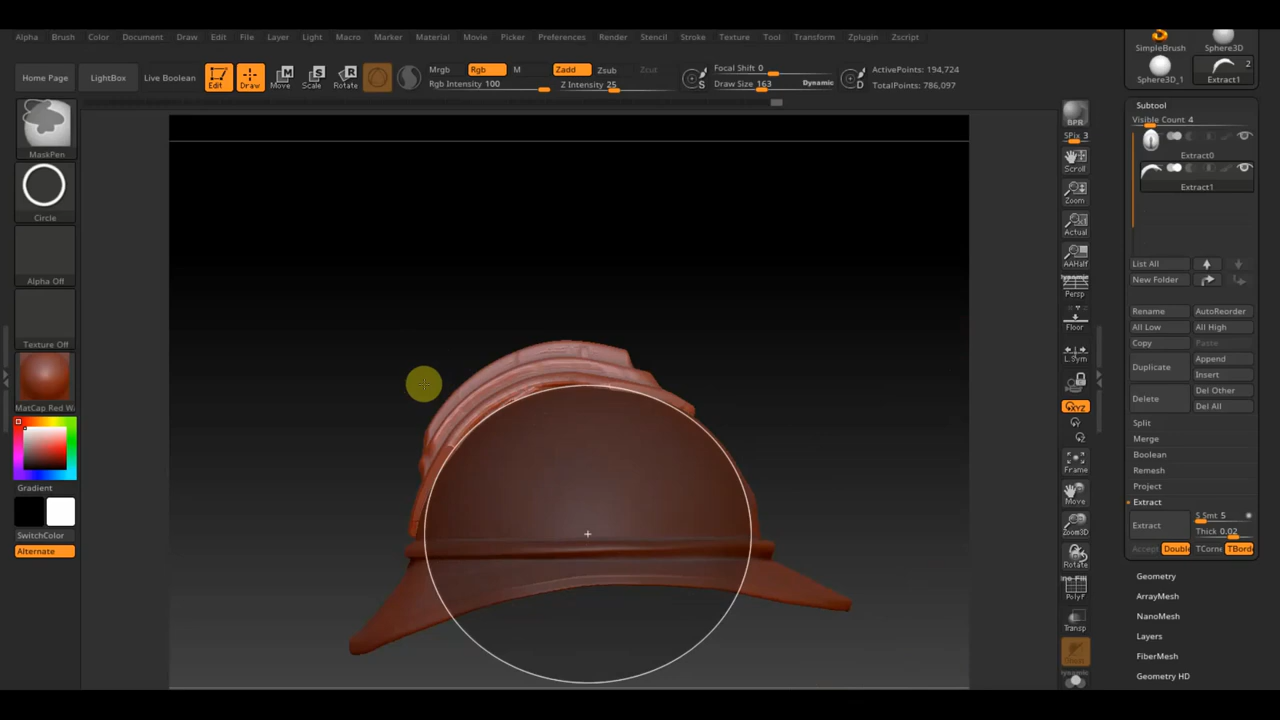 Alpha Brush Color Document Draw Edit File Layer Light Macro Marker Material Movie Picker Preferences Render Stencil Stroke Texture Tool Transform Zplugin Zscript
SimpleBrush Sphere3D
Home Page LightBox Live Boolean Edit Draw Move Scale Rotate
Mrgb Rgb M Zadd Zsub Zcut
Rgb Intensity 100 Z Intensity 25
S Focal Shift 0
Draw Size 163 Dynamic D
ActivePoints: 194,724
TotalPoints: 786,097
Sphere3D_1 Extract1 2
MaskPen
Circle
Alpha Off
Texture Off
MatCap Red W
Gradient
SwitchColor
Alternate
BPR
SPix 3
Scroll
Zoom
Actual
AAHalf
Persp
Floor
L.Sym
XYZ
Y
Z
Frame
Move
Zoom3D
Rotate
PolyF
Transp
Subtool
Visible Count 4
Extract0
Extract1
List All
New Folder
Rename AutoReorder
All Low All High
Copy Paste
Duplicate Append
Insert
Delete Del Other
Del All
Split
Merge
Boolean
Remesh
Project
Extract
Extract S Smt 5
Thick 0.02
Accept Double TCorne TBorde
Geometry
ArrayMesh
NanoMesh
Layers
FiberMesh
Geometry HD